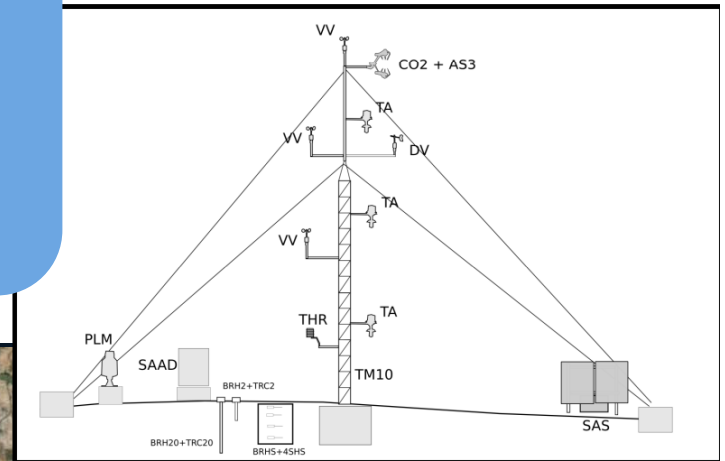 VV
CO2 + AS3
TA
VV
DV
TA
VV
THR
TA
PLM
SAAD
TM10
BRH2+TRC2
SAS
BRH20+TRC20
BRHS+4SHS